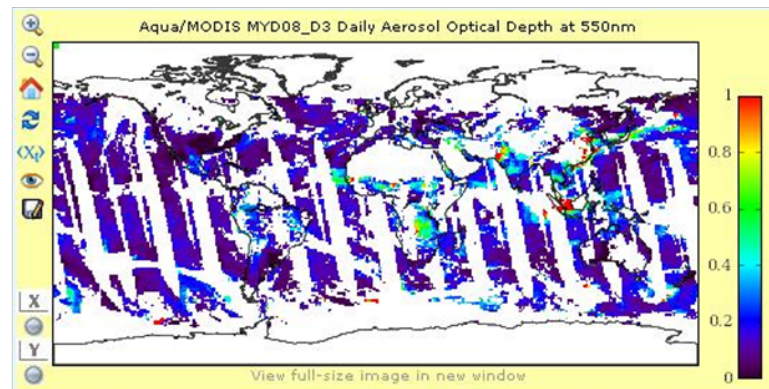 Aqua/MODIS MYD08_D3 Daily Aerosol Optical Depth at 550nm
1
0.8
0.6
0.4
0.2
0
<X_t>
X
Y
View full-size image in new window